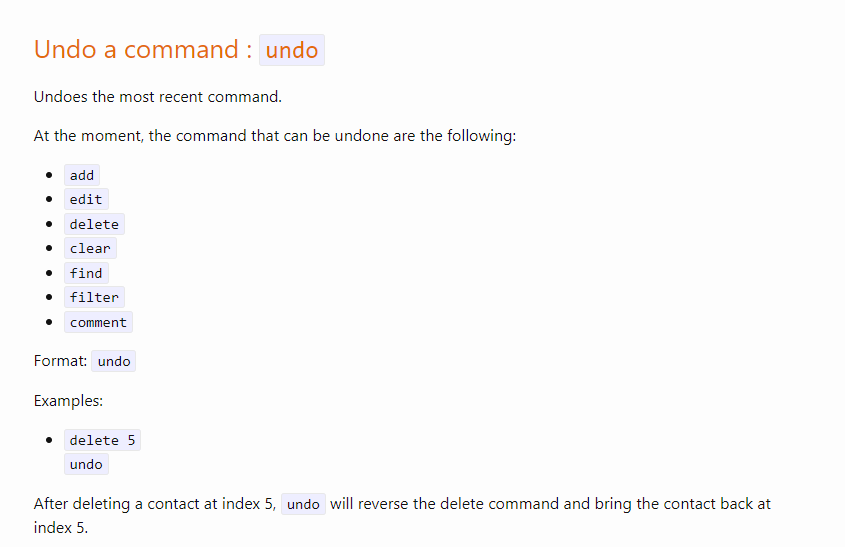 Undo a command : undo
Undoes the most recent command.
At the moment, the command that can be undone are the following:
add
edit
delete
clear
find
filter
comment
Format: undo
Examples:
delete 5
undo
After deleting a contact at index 5, undo will reverse the delete command and bring the contact back at
index 5.